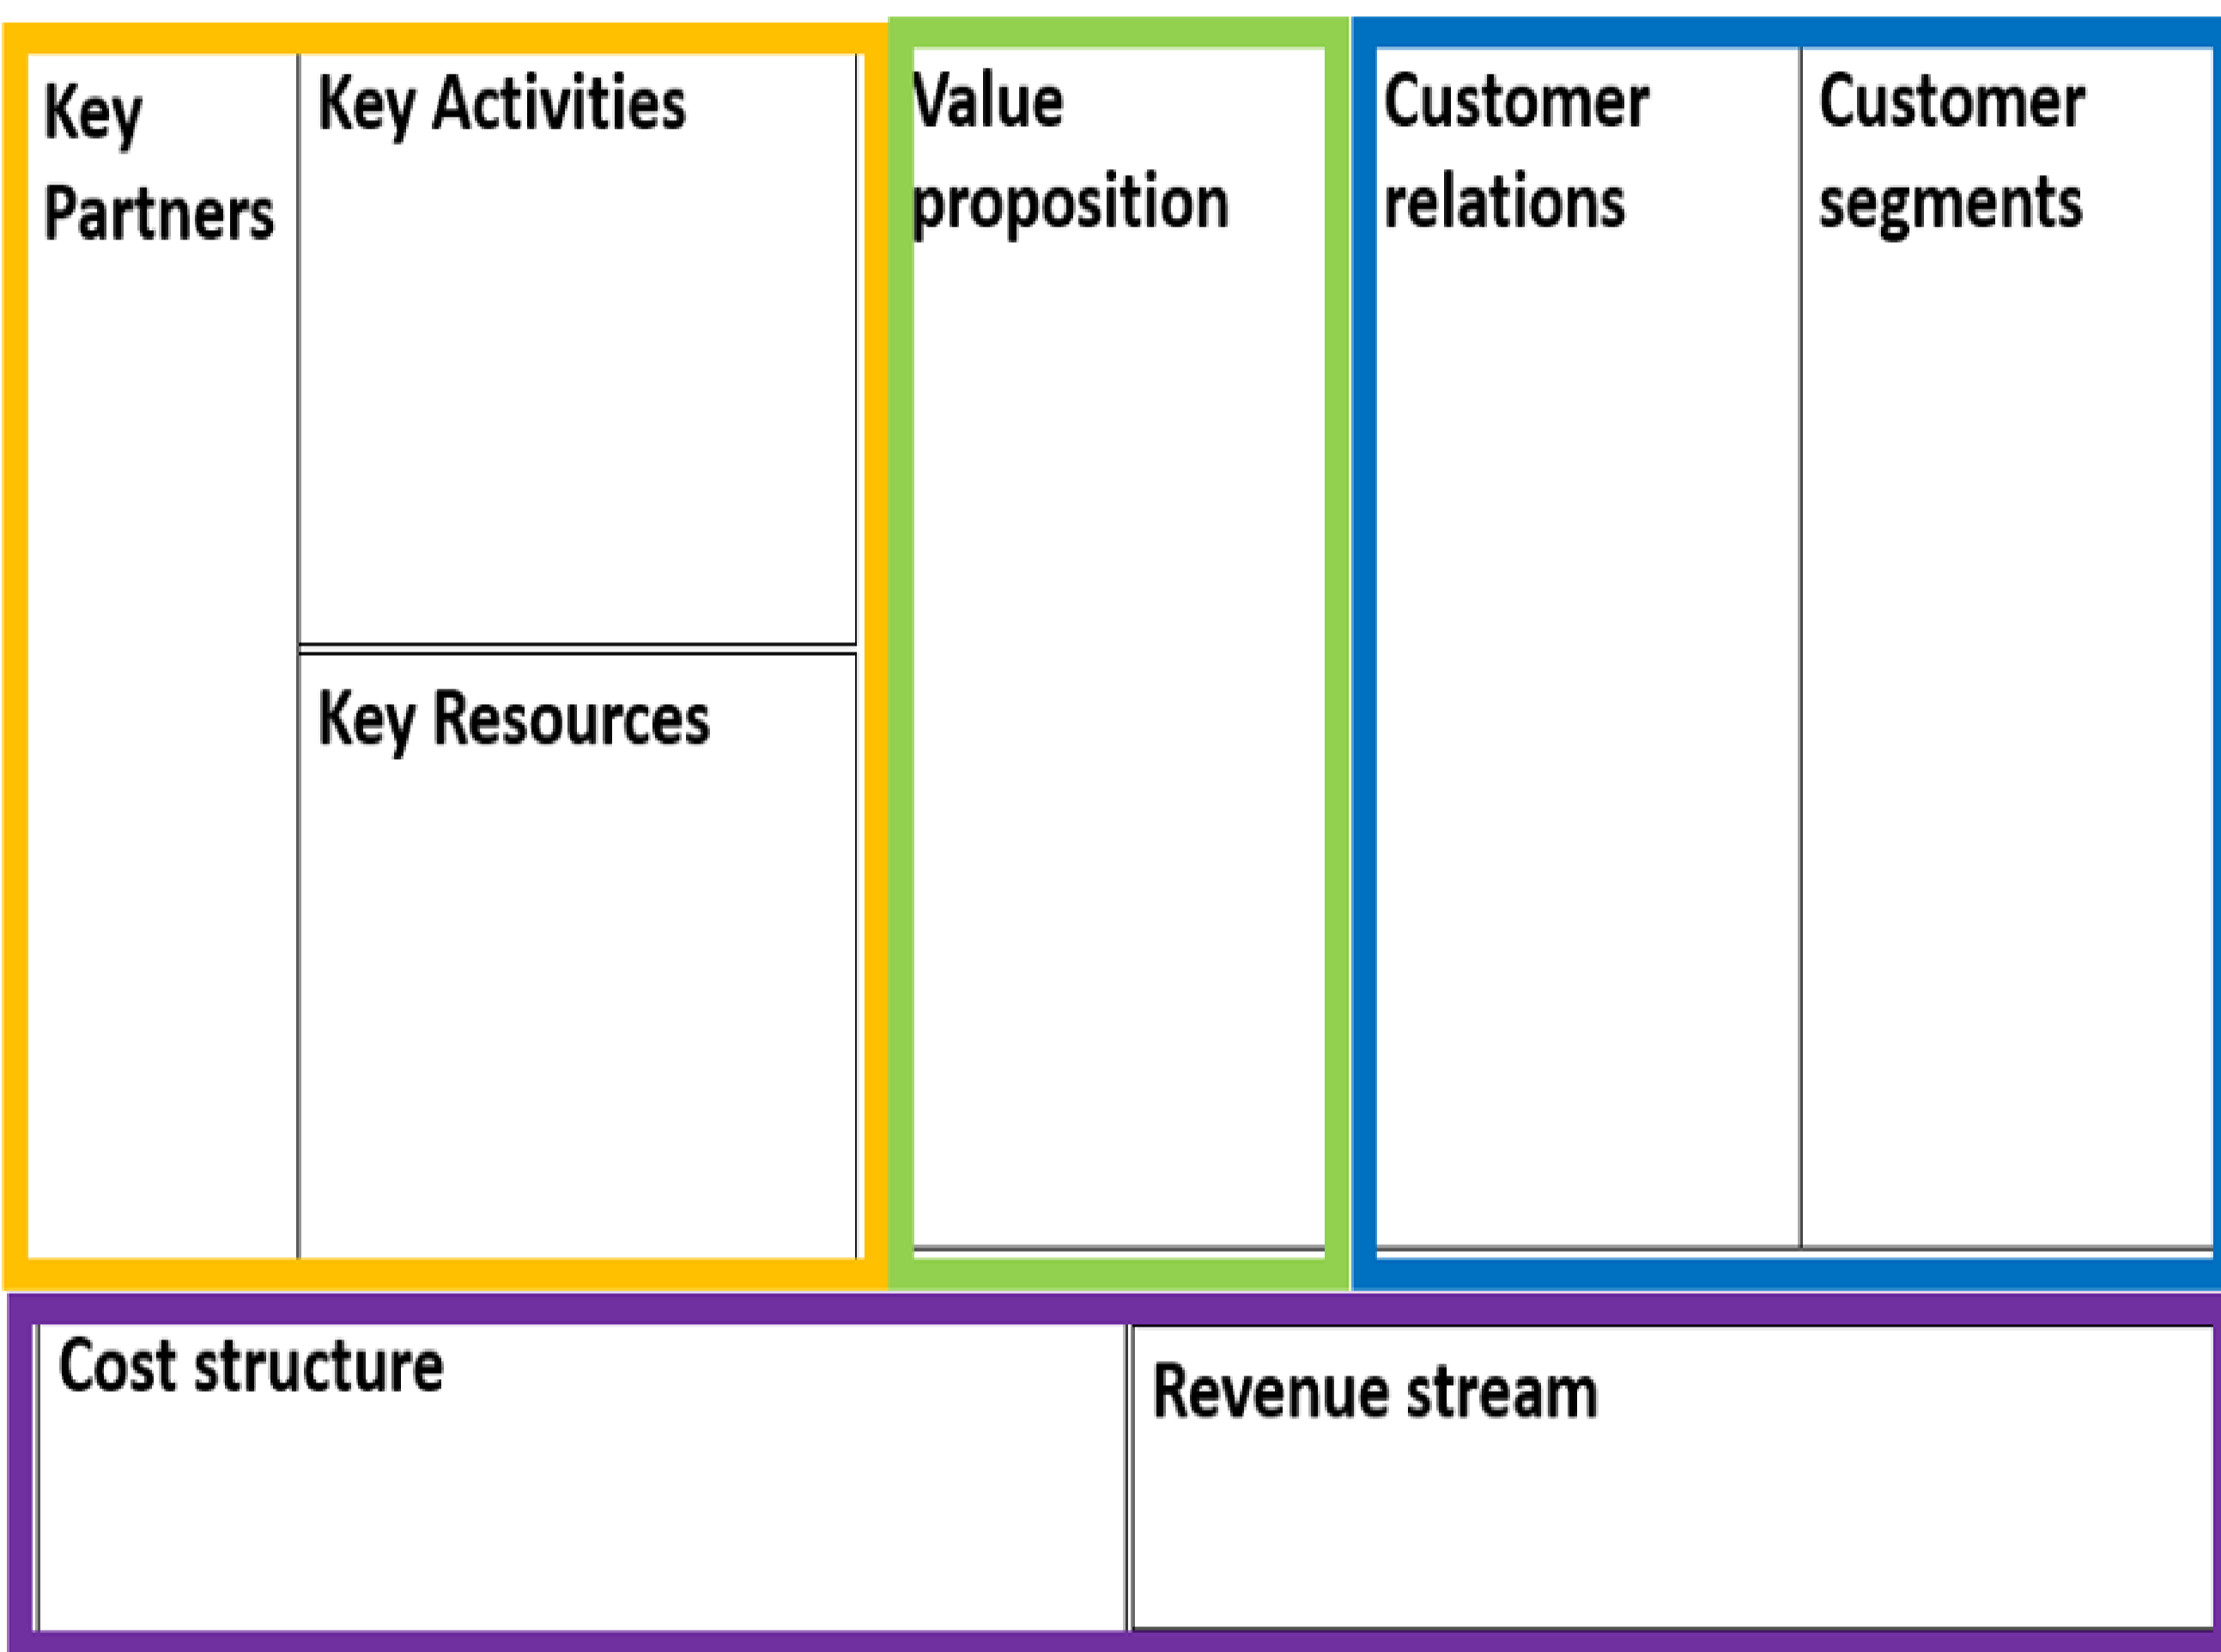 Key
Partners
Key Activities
Key Resources
Value
proposition
Customer
relations
Customer
segments
Cost structure
Revenue stream